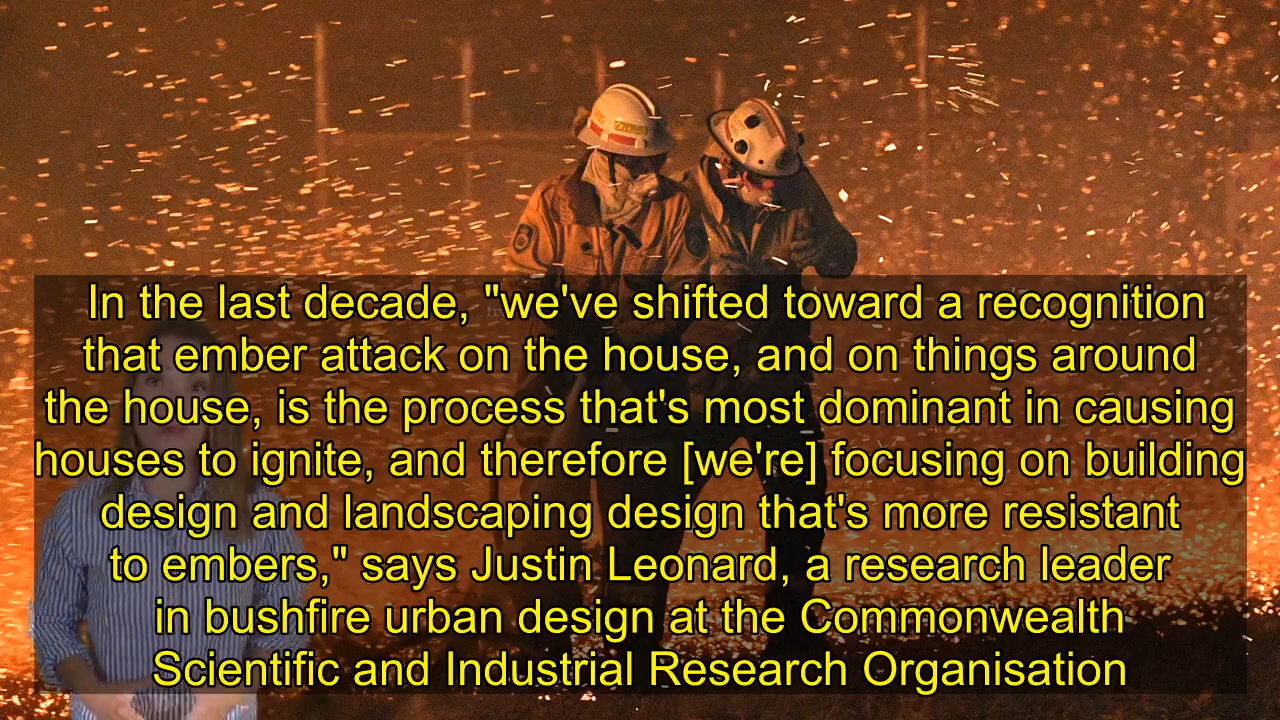 In the last decade, "we've shifted toward a recognition
that ember attack on the house, and on things around
the house, is the process that's most dominant in causing
houses to ignite, and therefore [we're] focusing on building
design and landscaping design that's more resistant
to embers," says Justin Leonard, a research leader
in bushfire urban design at the Commonwealth
Scientific and Industrial Research Organisation